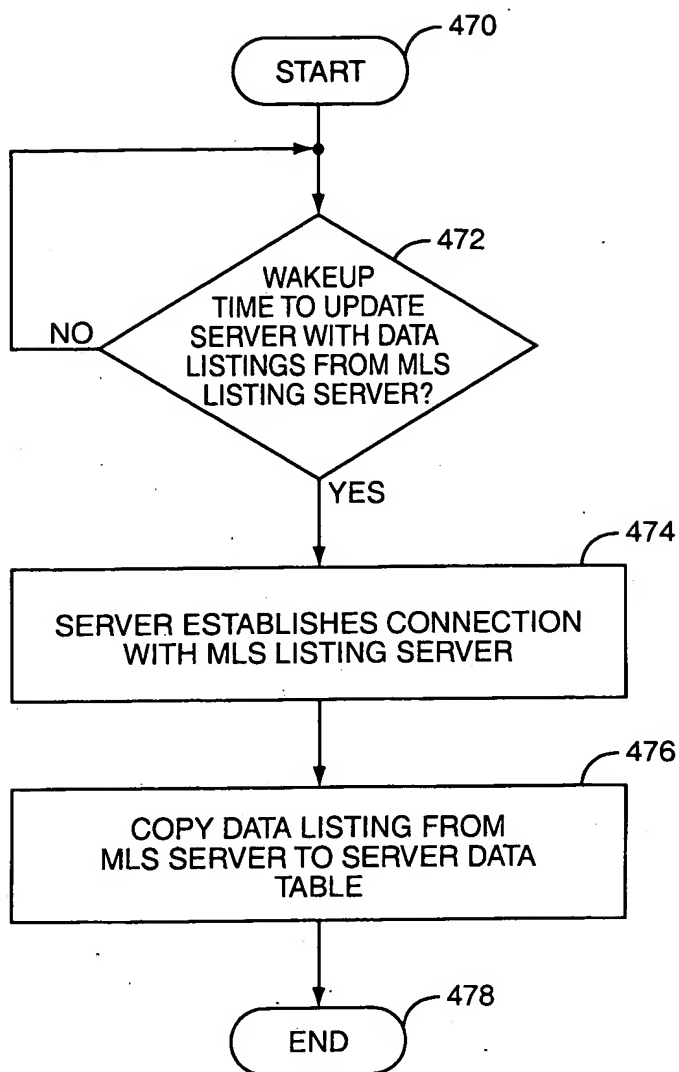 470
START
472
WAKEUP
TIME TO UPDATE
SERVER WITH DATA
LISTINGS FROM MLS
LISTING SERVER?
NO
YES
474
SERVER ESTABLISHES CONNECTION
WITH MLS LISTING SERVER
476
COPY DATA LISTING FROM
MLS SERVER TO SERVER DATA
TABLE
478
END